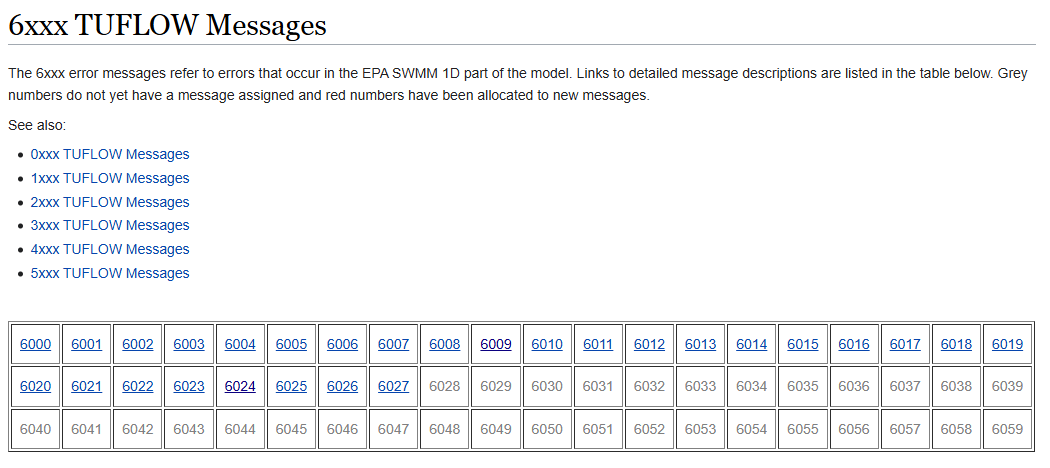 6xxx TUFLOW Messages
The 6xxx error messages refer to errors that occur in the EPA SWMM 1D part of the model. Links to detailed message descriptions are listed in the table below. Grey
numbers do not yet have a message assigned and red numbers have been allocated to new messages.
See also:
0xxx TUFLOW Messages
1xxx TUFLOW Messages
2xxx TUFLOW Messages
3xxx TUFLOW Messages
4xxx TUFLOW Messages
5xxx TUFLOW Messages
6000 6001 6002 6003 6004 6005 6006 6007 6008 6009 6010 6011 6012 6013 6014 6015 6016 6017 6018 6019
6020 6021 6022 6023 6024 6025 6026 6027 6028 6029 6030 6031 6032 6033 6034 6035 6036 6037 6038 6039
6040 6041 6042 6043 6044 6045 6046 6047 6048 6049 6050 6051 6052 6053 6054 6055 6056 6057 6058 6059